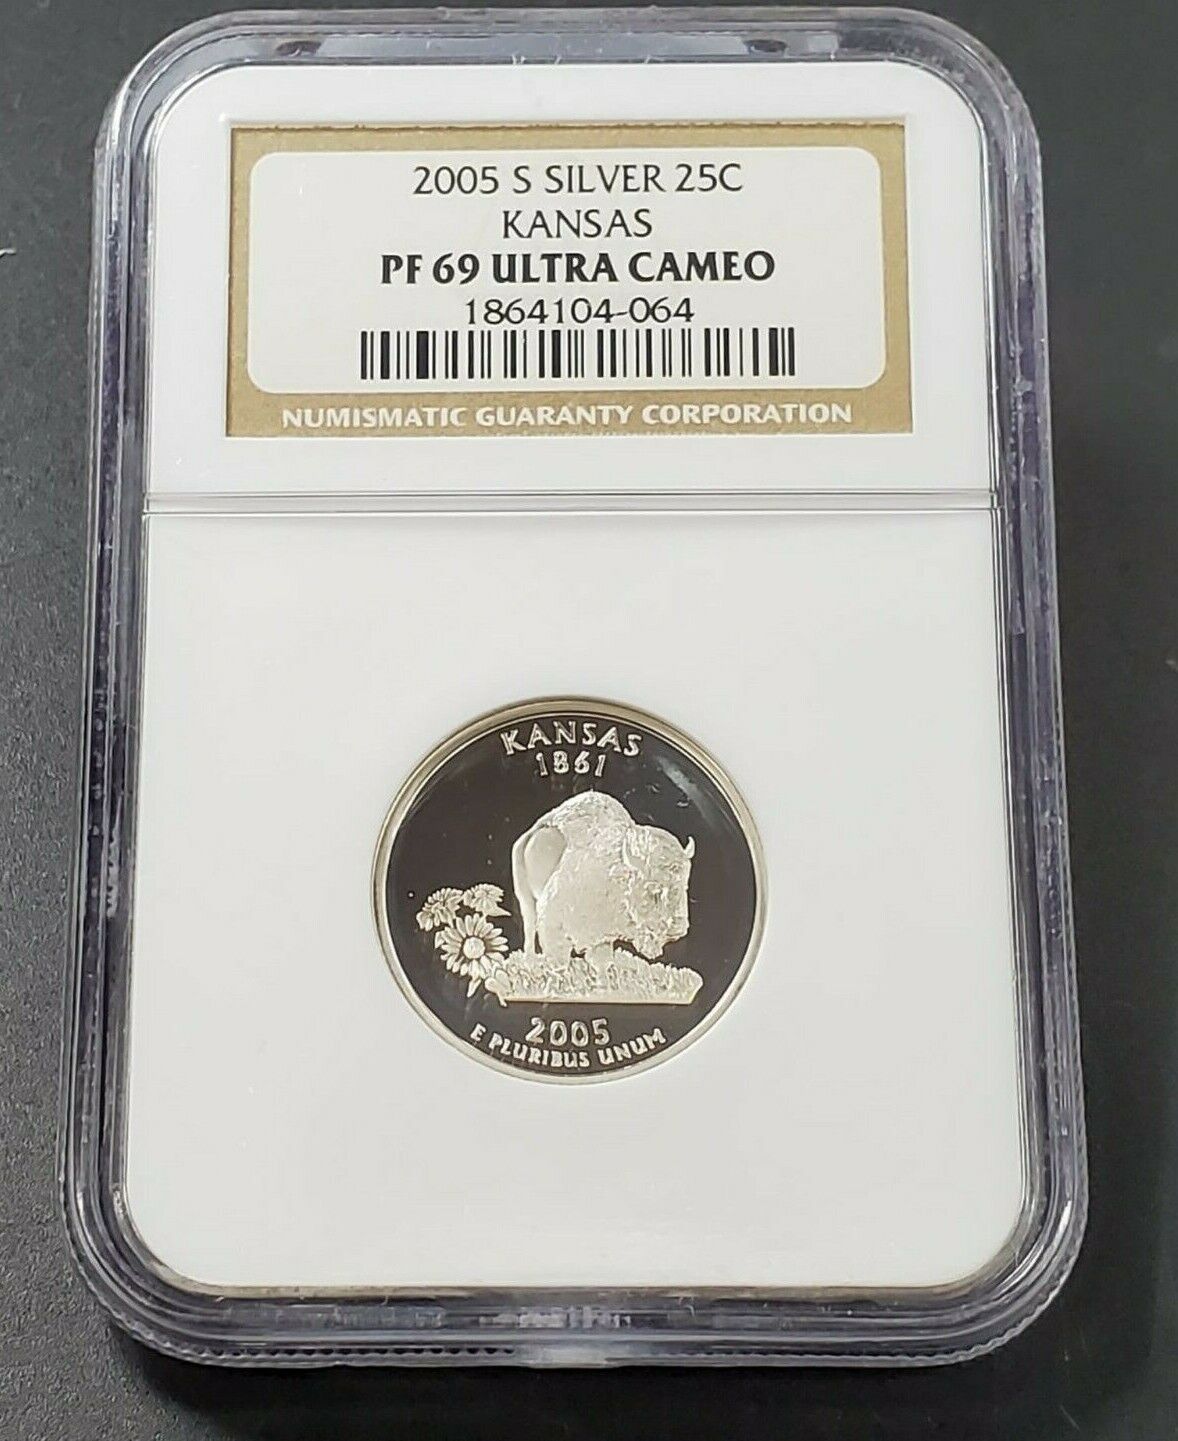 2005 S SILVER 25C
KANSAS
PF 69 ULTRA CAMEO
1864104-064
NUMISMATIC GUARANTY CORPORATION
KANSAS
1861
2005
E PLURIBUS UNUM